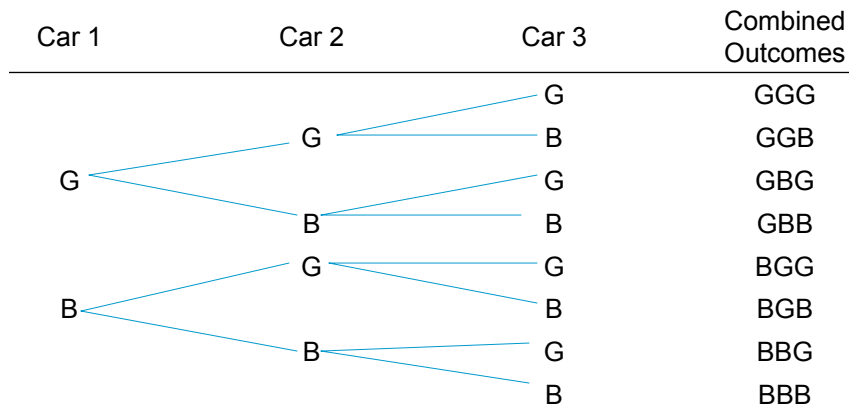 Car 1 Car 2 Car 3 Combined
Outcomes
G GGG
G B GGB
G G GBG
B B GBB
G G BGG
B B BGB
B G BBG
B BBB